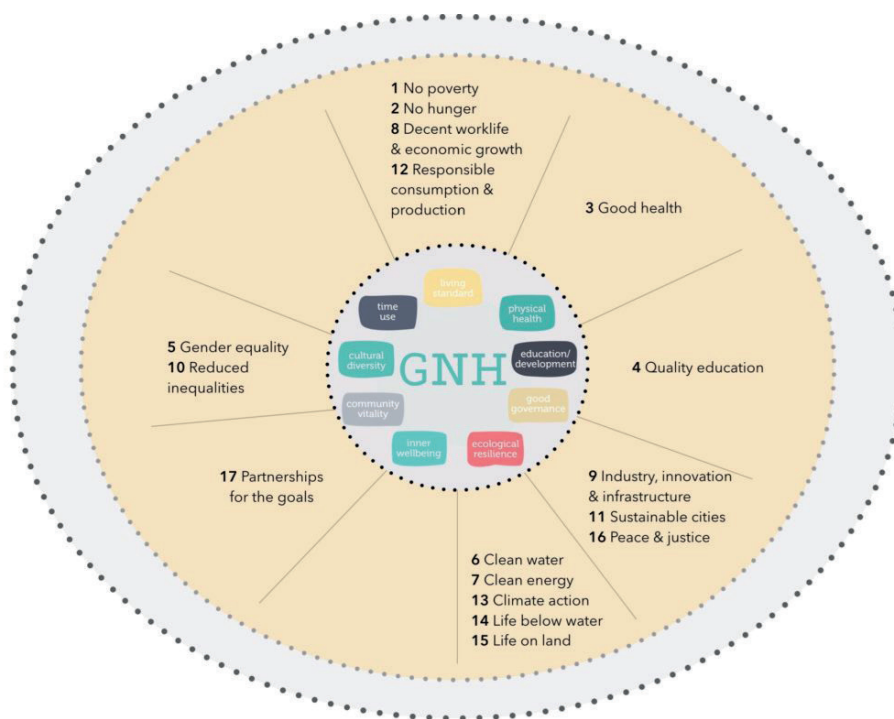 1 No poverty
2 No hunger
8 Decent worklife
& economic growth
12 Responsible
consumption &
production
3 Good health
4 Quality education
9 Industry, innovation
& infrastructure
11 Sustainable cities
16 Peace & justice
6 Clean water
7 Clean energy
13 Climate action
14 Life below water
15 Life on land
17 Partnerships
for the goals
5 Gender equality
10 Reduced
inequalities
living
standard
physical
health
education/
development
good
governance
ecological
resilience
inner
wellbeing
community
vitality
cultural
diversity
time
use
GNH